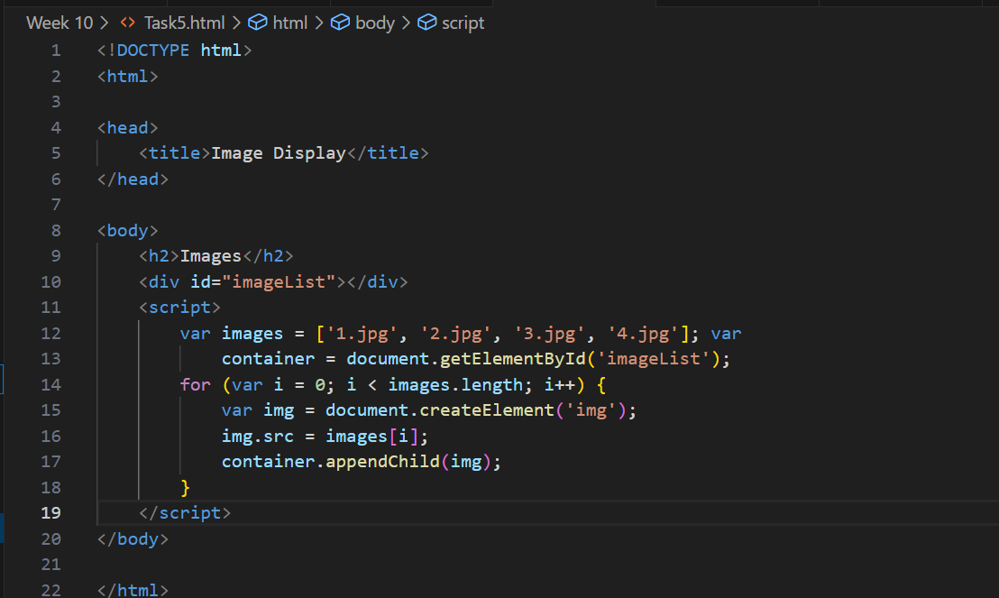 Week 10 > <> Task5.html > html > body > script
1 <!DOCTYPE html>
2 <html>
3
4 <head>
5     <title>Image Display</title>
6 </head>
7
8 <body>
9     <h2>Images</h2>
10     <div id="imageList"></div>
11     <script>
12         var images = ['1.jpg', '2.jpg', '3.jpg', '4.jpg']; var
13             container = document.getElementById('imageList');
14         for (var i = 0; i < images.length; i++) {
15             var img = document.createElement('img');
16             img.src = images[i];
17             container.appendChild(img);
18         }
19     </script>
20 </body>
21
22 </html>